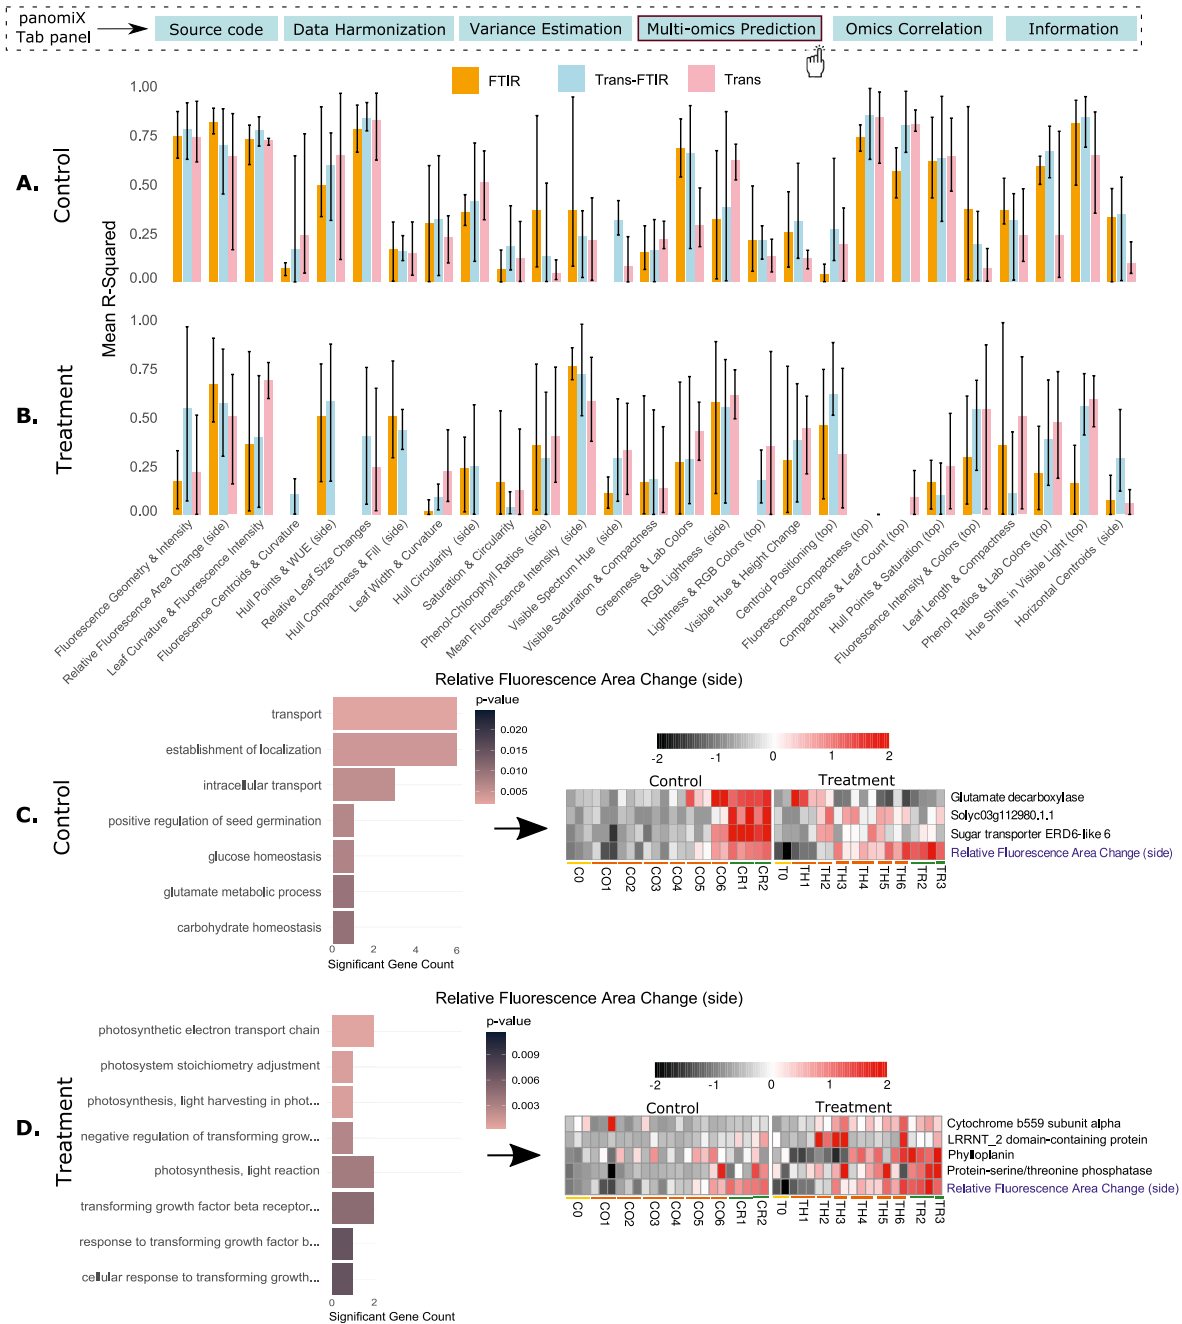 panomiX
Tab panel
Source code
Data Harmonization
Variance Estimation
Multi-omics Prediction
Omics Correlation
Information
FTIR
Trans-FTIR
Trans
A.
Control
1.00
0.75
0.50
0.25
0.00
Mean R-Squared
B.
Treatment
1.00
0.75
0.50
0.25
0.00
Fluorescence Geometry & Intensity
Relative Fluorescence Area Change (side)
Leaf Curvature & Fluorescence Intensity
Fluorescence Centroids & Curvature
Hull Points & WUE (side)
Relative Leaf Size Changes
Hull Compactness & Fill (side)
Leaf Width & Curvature
Hull Circularity (side)
Saturation & Circularity
Phenol-Chlorophyll Ratios (side)
Mean Fluorescence Intensity (side)
Visible Spectrum Hue (side)
Visible Saturation & Compactness
Greenness & Lab Colors
RGB Lightness (side)
Lightness & RGB Colors (top)
Visible Hue & Height Change
Centroid Positioning (top)
Fluorescence Compactness (top)
Compactness & Leaf Count (top)
Hull Points & Saturation (top)
Fluorescence Intensity & Colors (top)
Leaf Length & Compactness
Phenol Ratios & Lab Colors (top)
Hue Shifts in Visible Light (top)
Horizontal Centroids (side)
Relative Fluorescence Area Change (side)
C.
Control
transport
establishment of localization
intracellular transport
positive regulation of seed germination
glucose homeostasis
glutamate metabolic process
carbohydrate homeostasis
0
2
4
6
Significant Gene Count
p-value
0.020
0.015
0.010
0.005
-2
-1
0
1
2
Control
Treatment
Glutamate decarboxylase
Solyc03g112980.1.1
Sugar transporter ERD6-like 6
Relative Fluorescence Area Change (side)
C0
CO1
CO2
CO3
CO4
CO5
CO6
CR1
CR2
T0
TH1
TH2
TH3
TH4
TH5
TH6
TR2
TR3
Relative Fluorescence Area Change (side)
D.
Treatment
photosynthetic electron transport chain
photosystem stoichiometry adjustment
photosynthesis, light harvesting in phot...
negative regulation of transforming grow...
photosynthesis, light reaction
transforming growth factor beta receptor...
response to transforming growth factor b...
cellular response to transforming growth...
0
2
Significant Gene Count
p-value
0.009
0.006
0.003
-2
-1
0
1
2
Control
Treatment
Cytochrome b559 subunit alpha
LRRNT_2 domain-containing protein
Phylloplanin
Protein-serine/threonine phosphatase
Relative Fluorescence Area Change (side)
C0
CO1
CO2
CO3
CO4
CO5
CO6
CR1
CR2
T0
TH1
TH2
TH3
TH4
TH5
TH6
TR2
TR3